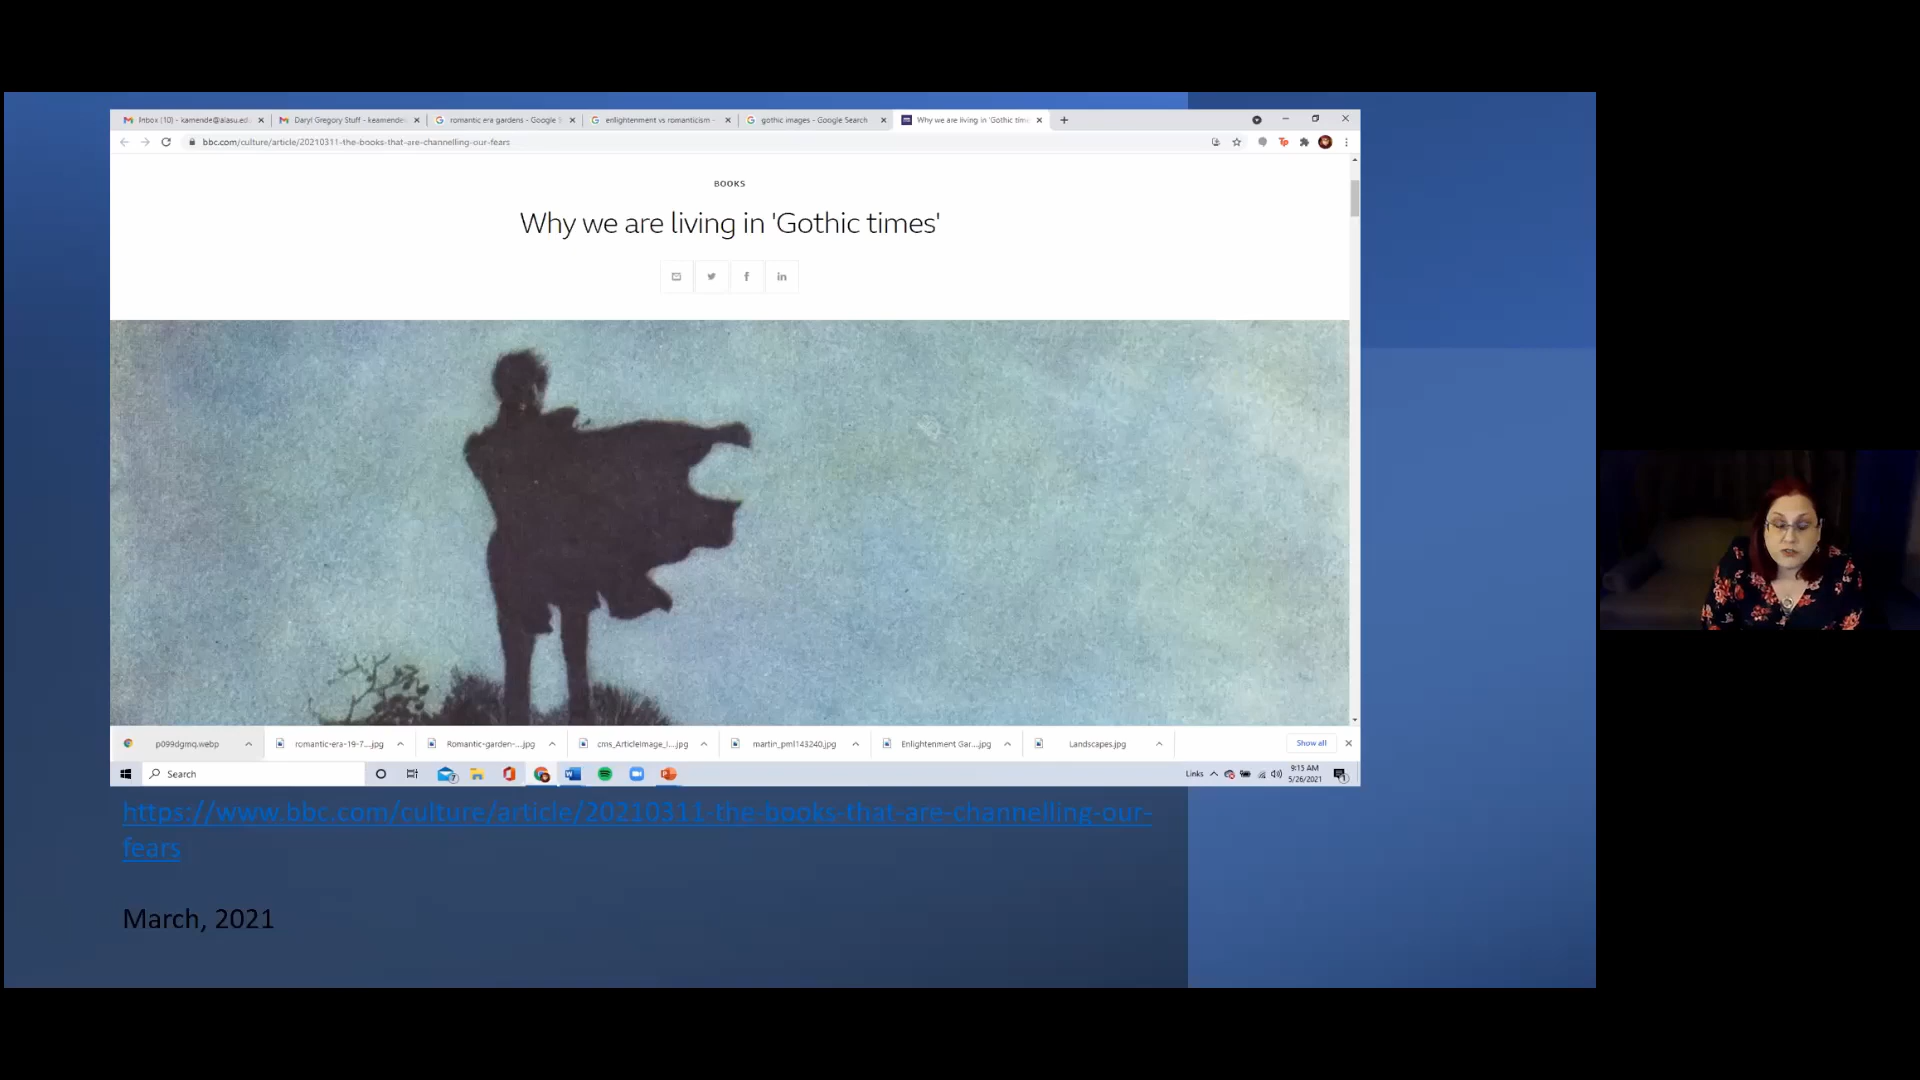 Inbox (10) - kamende@alasu.ed
Daryl Gregory Stuff - keamende
romantic era gardens - Google S
enlightenment vs romanticism -
gothic images - Google Search
Why we are living in 'Gothic time
bbc.com/culture/article/20210311-the-books-that-are-channelling-our-fears
Tp
BOOKS
Why we are living in 'Gothic times'
f
in
p099dgmq.webp
romantic-era-19-7....jpg
Romantic-garden-...jpg
cms_ArticleImage_I....jpg
martin_pml143240.jpg
Enlightenment Gar....jpg
Landscapes.jpg
Show all
Search
7
Links
9:15 AM
5/26/2021
https://www.bbc.com/culture/article/20210311-the-books-that-are-channelling-our-
fears
March, 2021